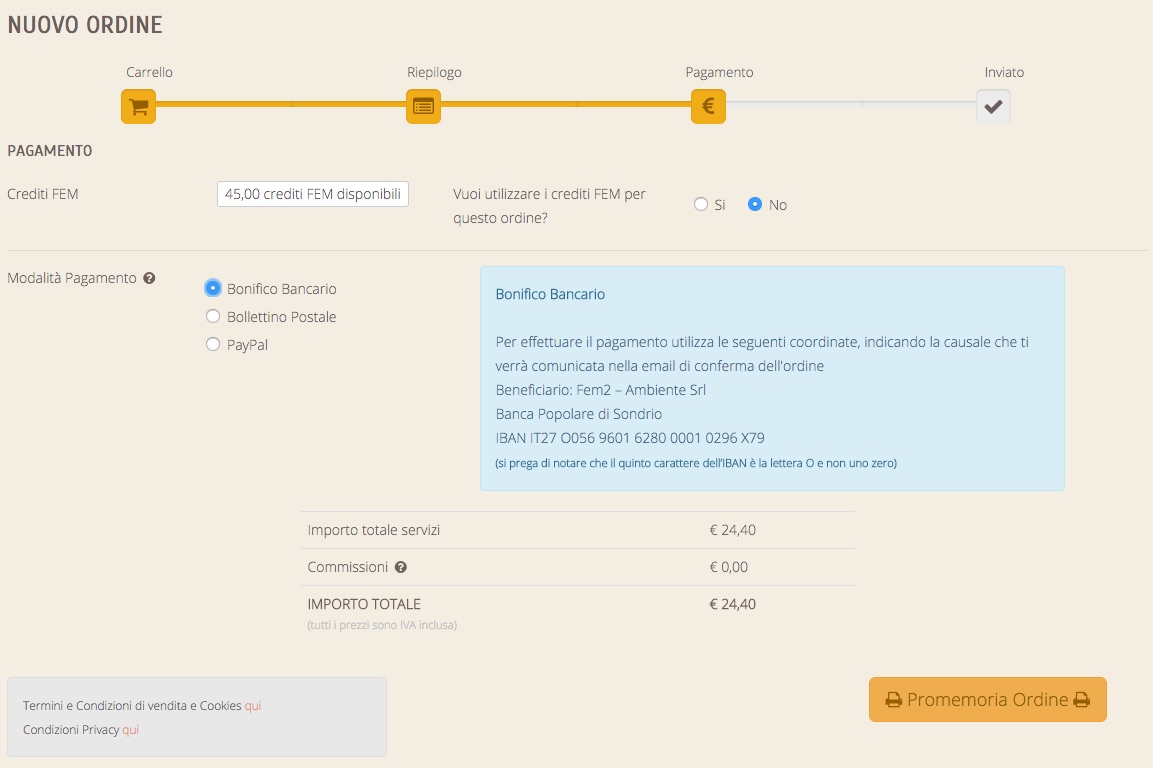 NUOVO ORDINE
Carrello
Riepilogo
Pagamento
Inviato
PAGAMENTO
Crediti FEM
45,00 crediti FEM disponibili
Vuoi utilizzare i crediti FEM per
questo ordine?
Si
No
Modalità Pagamento
Bonifico Bancario
Bollettino Postale
PayPal
Bonifico Bancario
Per effettuare il pagamento utilizza le seguenti coordinate, indicando la causale che ti
verrà comunicata nella email di conferma dell'ordine
Beneficiario: Fem2 – Ambiente Srl
Banca Popolare di Sondrio
IBAN IT27 O056 9601 6280 0001 0296 X79
(si prega di notare che il quinto carattere dell'IBAN è la lettera O e non uno zero)
Importo totale servizi € 24,40
Commissioni € 0,00
IMPORTO TOTALE € 24,40
(tutti i prezzi sono IVA inclusa)
Termini e Condizioni di vendita e Cookies qui
Condizioni Privacy qui
Promemoria Ordine